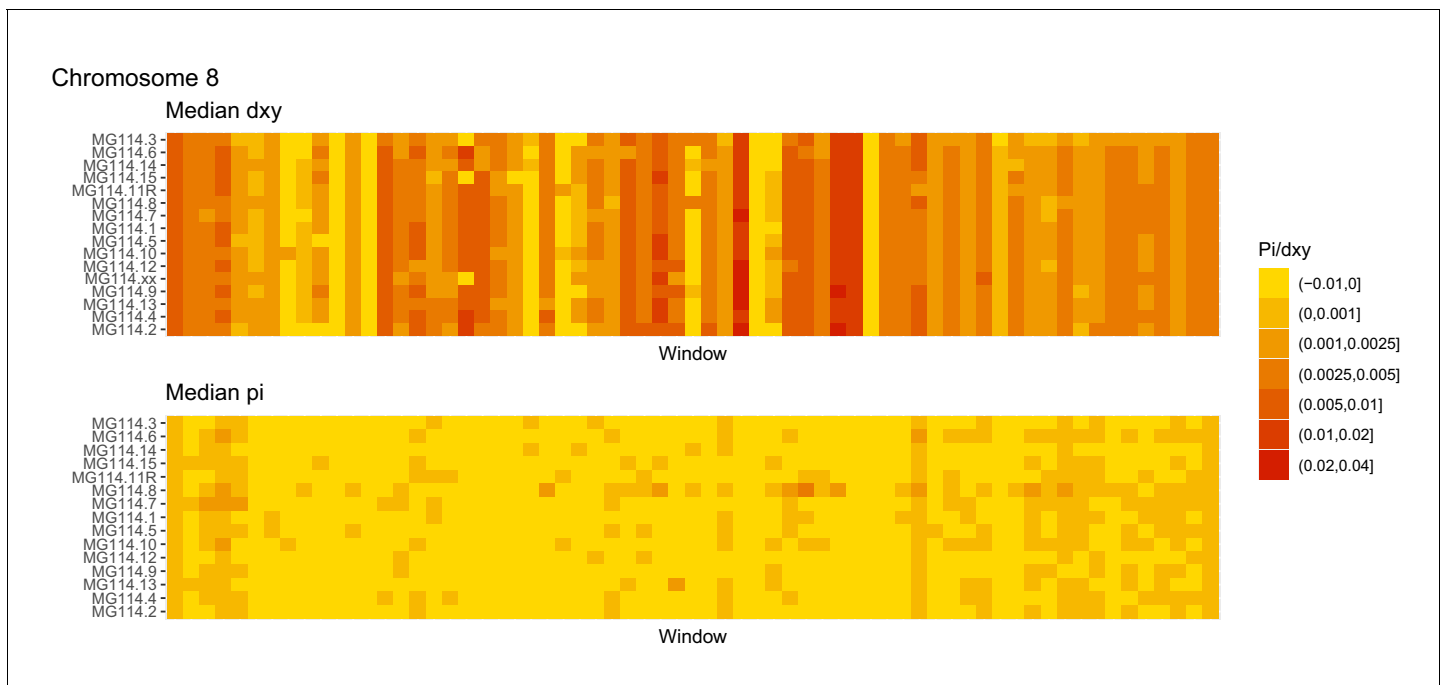 Chromosome 8
Median dxy
MG114.3
MG114.6
MG114.14
MG114.15
MG114.11R
MG114.8
MG114.7
MG114.1
MG114.5
MG114.10
MG114.12
MG114.xx
MG114.9
MG114.13
MG114.4
MG114.2
Window
Median pi
MG114.3
MG114.6
MG114.14
MG114.15
MG114.11R
MG114.8
MG114.7
MG114.1
MG114.5
MG114.10
MG114.12
MG114.9
MG114.13
MG114.4
MG114.2
Window
Pi/dxy
(−0.01,0]
(0,0.001]
(0.001,0.0025]
(0.0025,0.005]
(0.005,0.01]
(0.01,0.02]
(0.02,0.04]